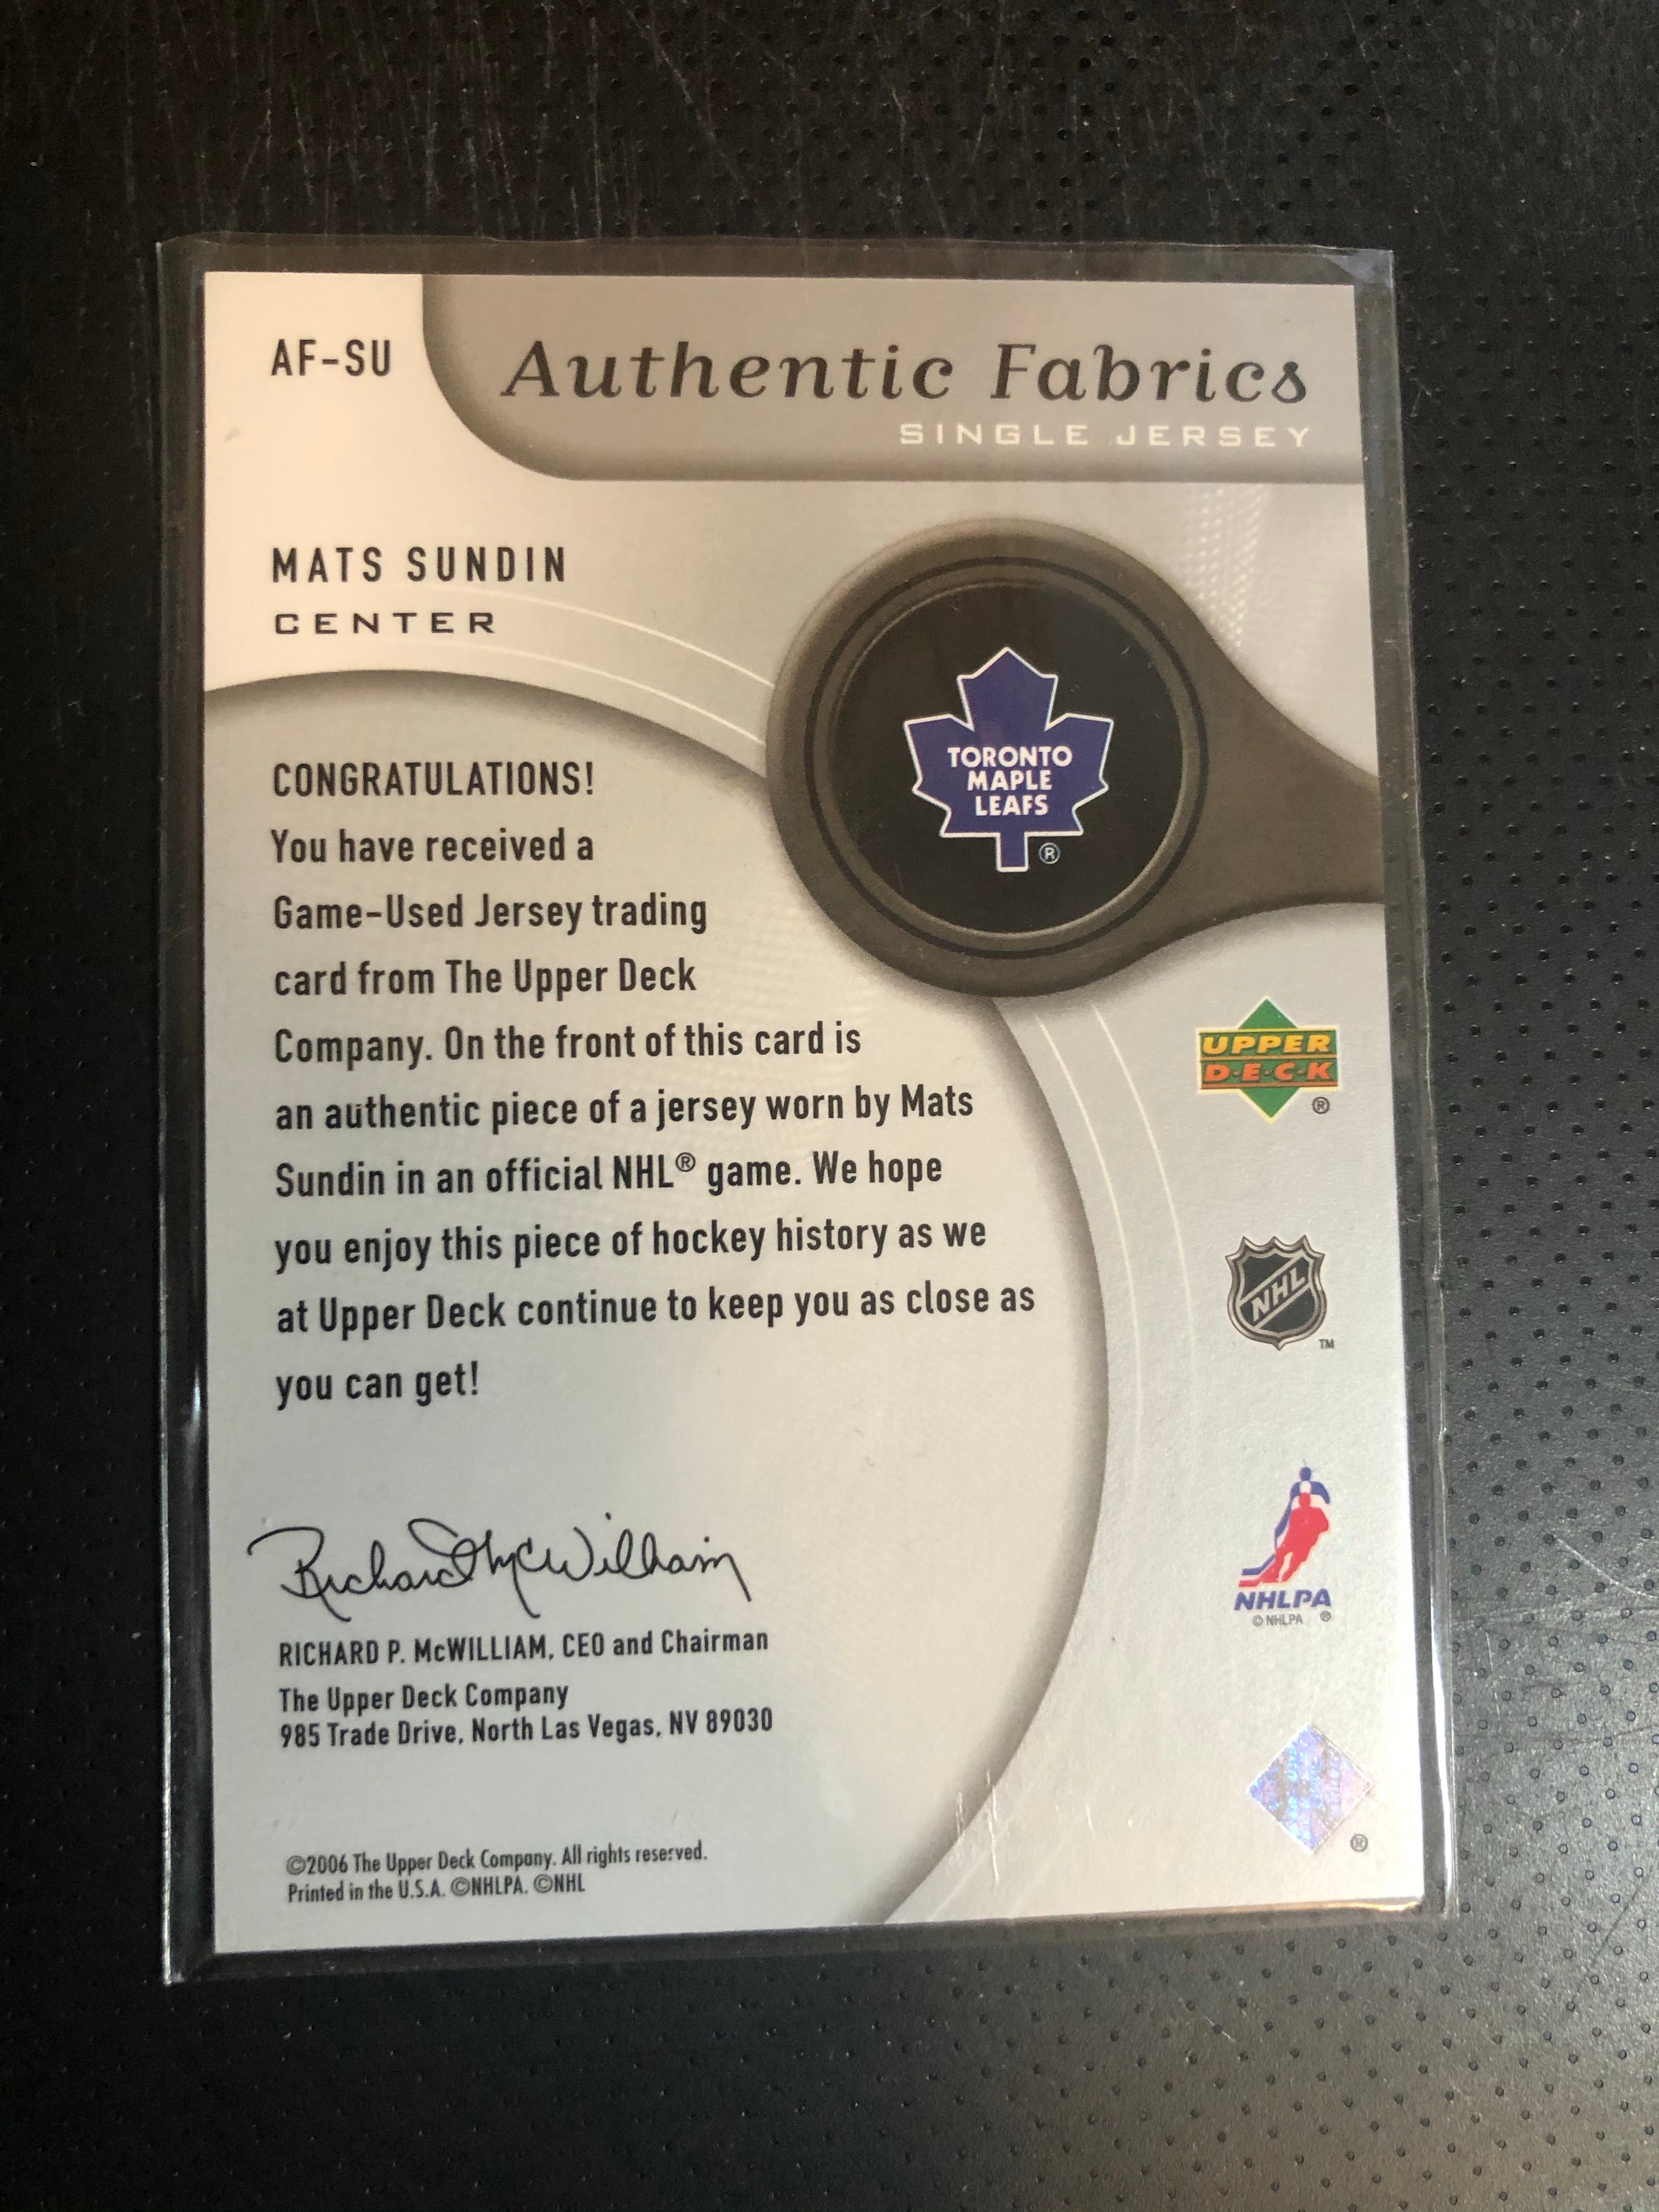 AF-SU
Authentic Fabrics
SINGLE JERSEY
MATS SUNDIN
CENTER
TORONTO
MAPLE
LEAFS
®
CONGRATULATIONS!
You have received a
Game-Used Jersey trading
card from The Upper Deck
Company. On the front of this card is
an authentic piece of a jersey worn by Mats
Sundin in an official NHL® game. We hope
you enjoy this piece of hockey history as we
at Upper Deck continue to keep you as close as
you can get!
UPPER
D·E·C·K
®
NHL
TM
NHLPA
© NHLPA ®
Richard McWilliam
RICHARD P. McWILLIAM, CEO and Chairman
The Upper Deck Company
985 Trade Drive, North Las Vegas, NV 89030
®
©2006 The Upper Deck Company. All rights reserved.
Printed in the U.S.A. ©NHLPA. ©NHL